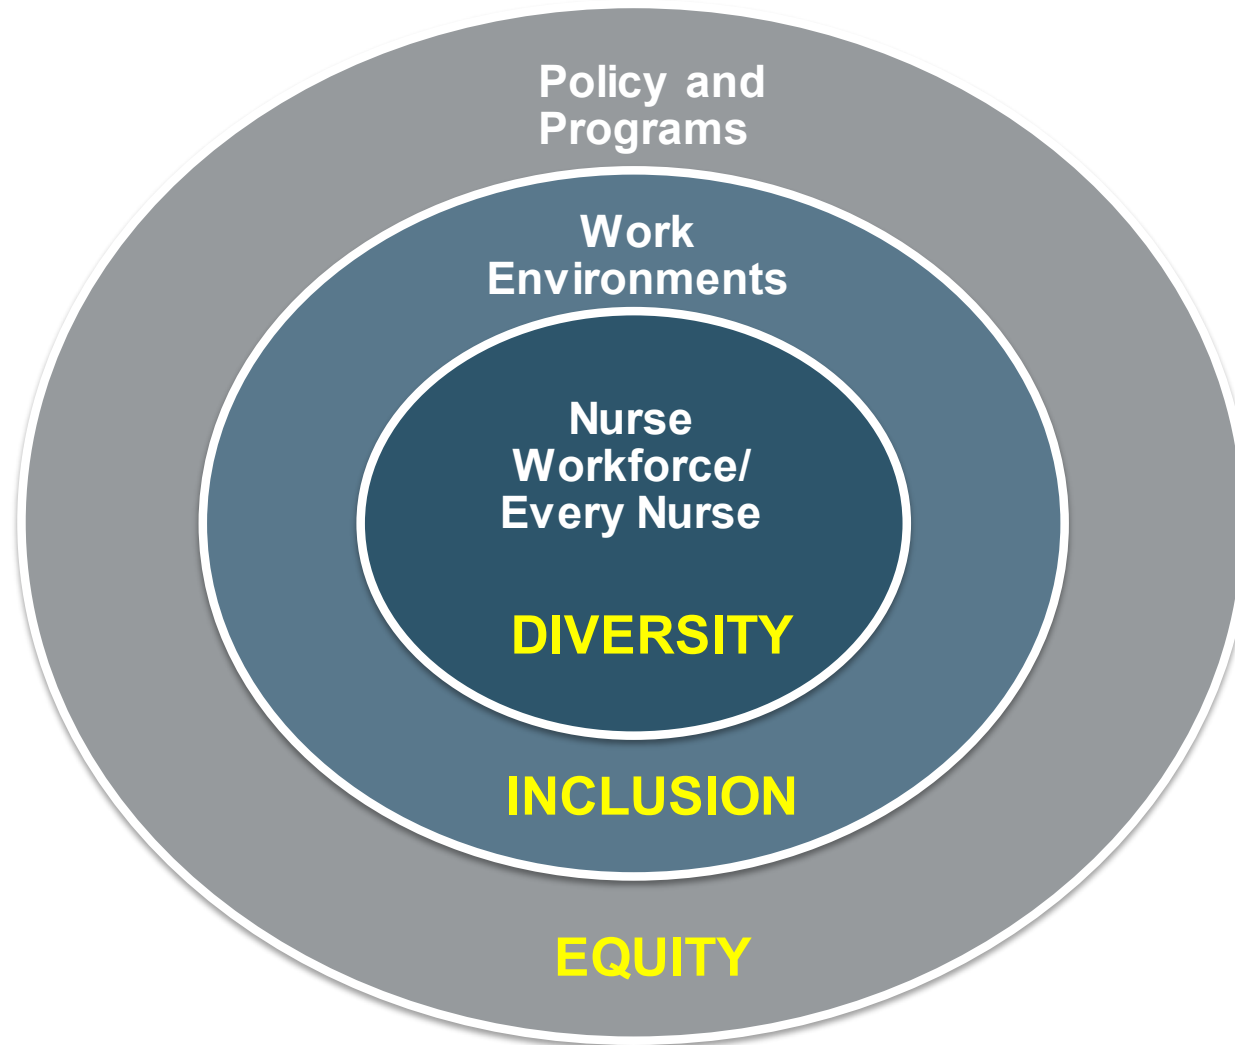 Policy and
Programs
Work
Environments
Nurse
Workforce/
Every Nurse
DIVERSITY
INCLUSION
EQUITY